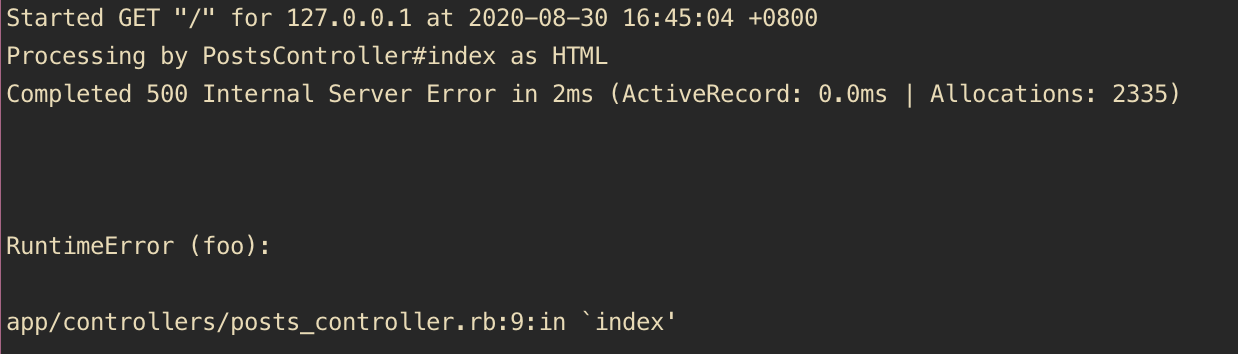 Started GET "/" for 127.0.0.1 at 2020-08-30 16:45:04 +0800
Processing by PostsController#index as HTML
Completed 500 Internal Server Error in 2ms (ActiveRecord: 0.0ms | Allocations: 2335)
RuntimeError (foo):
app/controllers/posts_controller.rb:9:in `index'